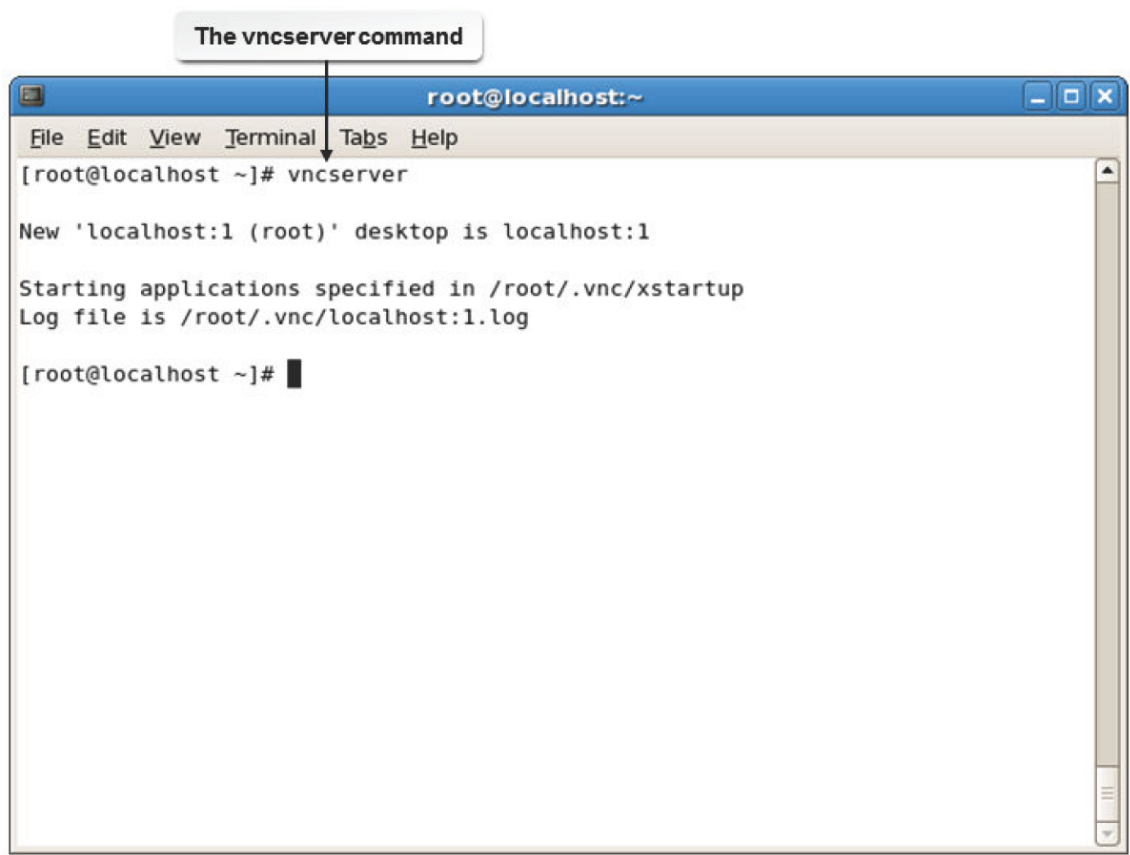 The vncserver command
root@localhost:~
File Edit View Terminal Tabs Help
[root@localhost ~]# vncserver
New 'localhost:1 (root)' desktop is localhost:1
Starting applications specified in /root/.vnc/xstartup
Log file is /root/.vnc/localhost:1.log
[root@localhost ~]#